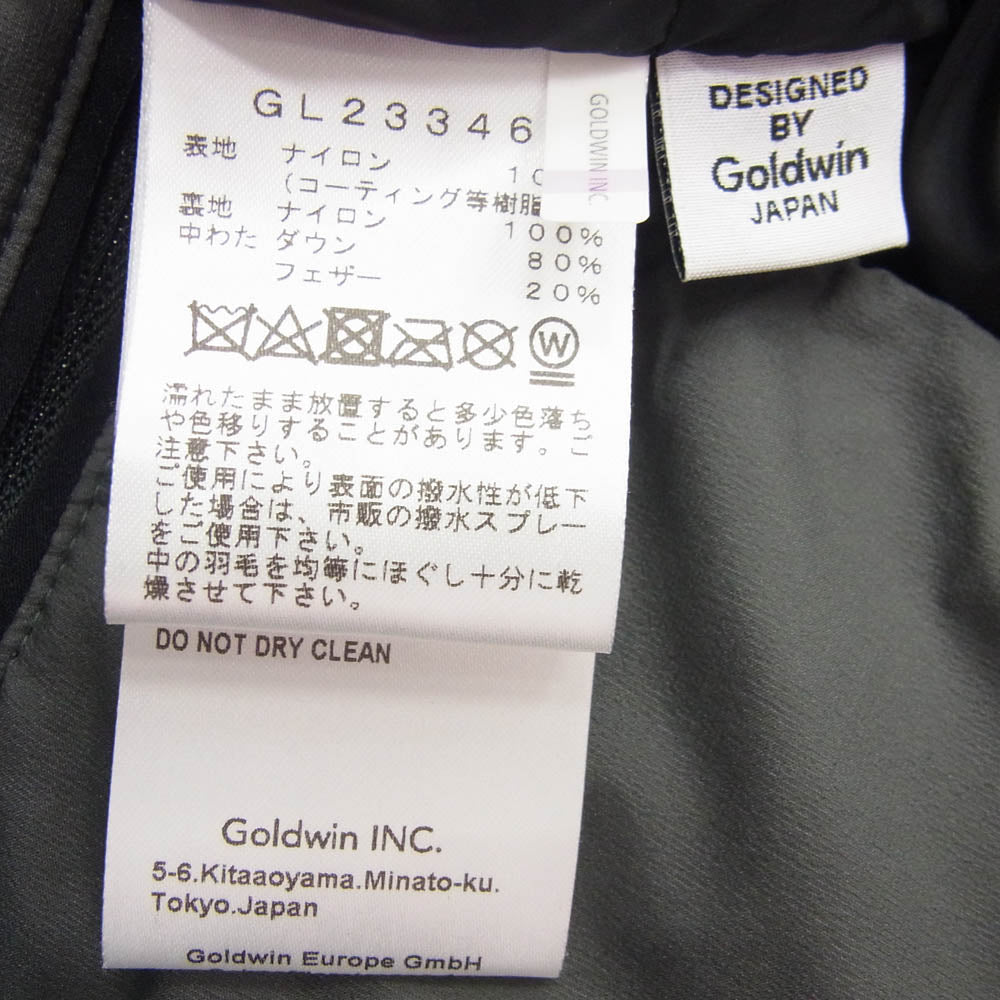 GL23346
表地 ナイロン 10
(コーティング等樹脂
裏地 ナイロン 100%
中わた ダウン 80%
フェザー 20%
W
濡れたまま放置すると多少色落ち
や色移りすることがあります。ご
注意下さい。
ご使用により表面の撥水性が低下
した場合は、市販の撥水スプレー
をご使用下さい。
中の羽毛を均等にほぐし十分に乾
燥させて下さい。
GOLDWIN INC
DESIGNED
BY
Goldwin
JAPAN
DO NOT DRY CLEAN
Goldwin INC.
5-6.Kitaaoyama.Minato-ku.
Tokyo.Japan
Goldwin Europe GmbH